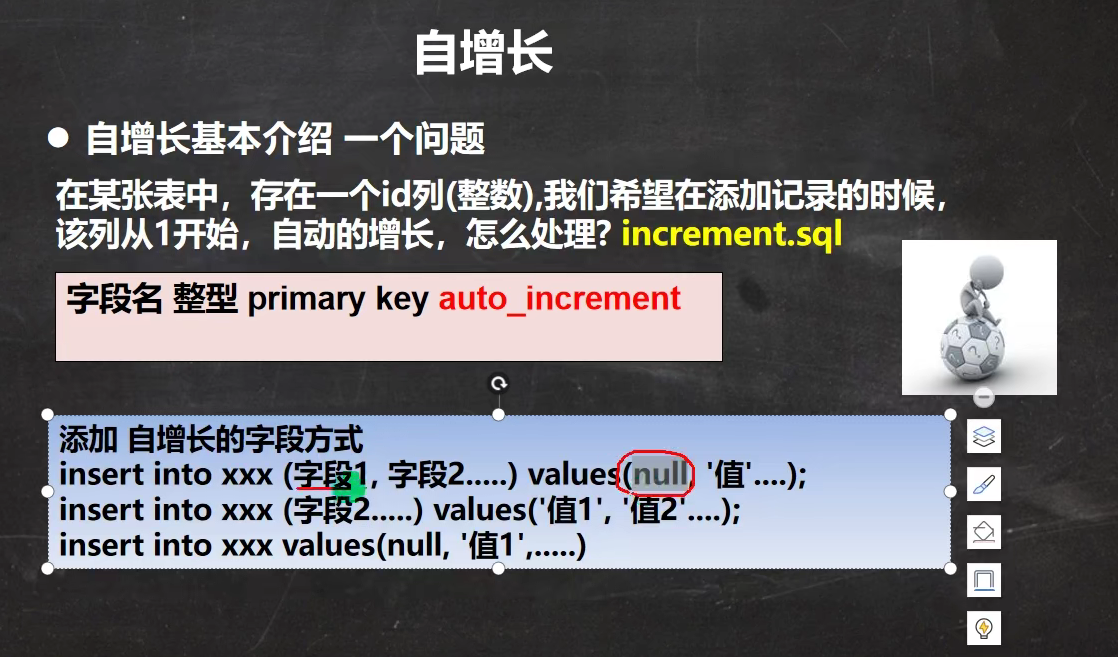 自增长
自增长基本介绍 一个问题
在某张表中，存在一个id列(整数),我们希望在添加记录的时候，
该列从1开始，自动的增长，怎么处理? increment.sql
字段名 整型 primary key auto_increment
添加 自增长的字段方式
insert into xxx (字段1, 字段2.....) values(null, '值'....);
insert into xxx (字段2.....) values('值1', '值2'....);
insert into xxx values(null, '值1',.....)